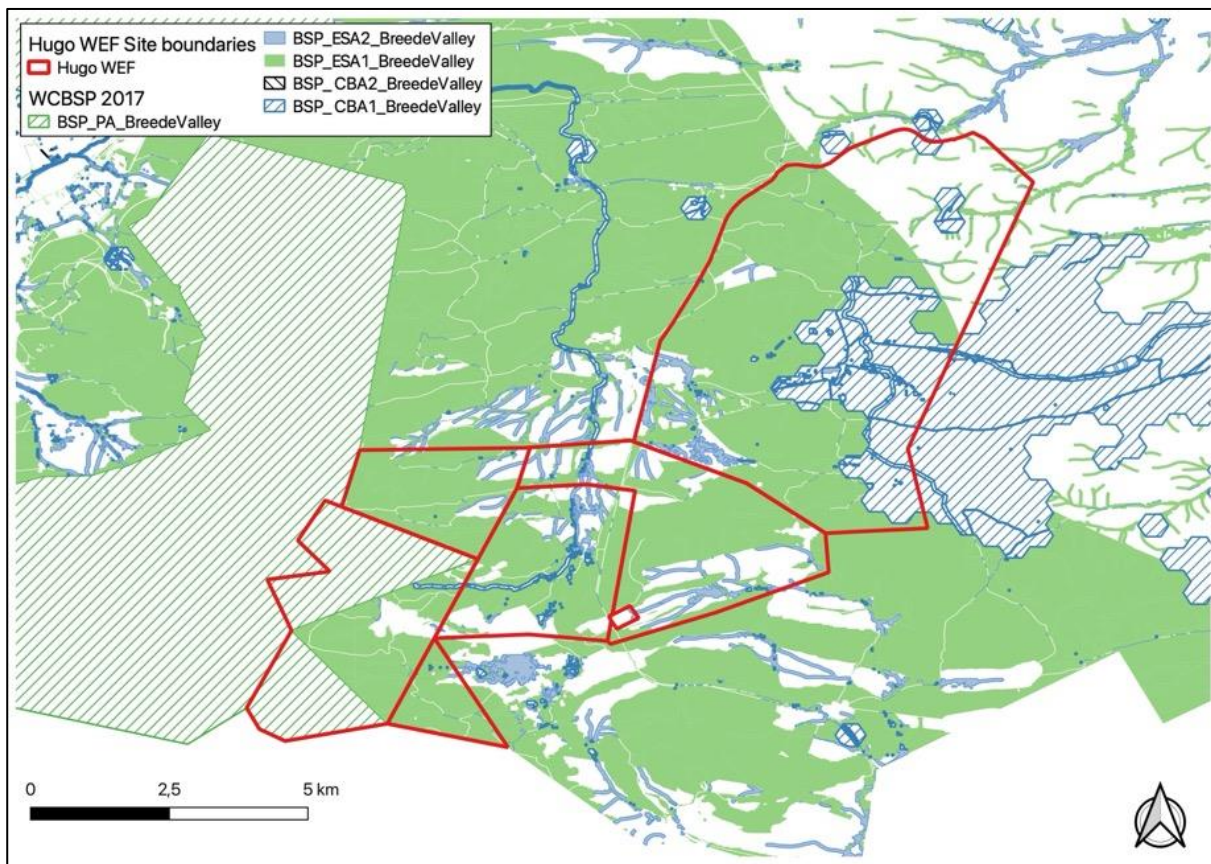 Hugo WEF Site boundaries
Hugo WEF
WCBSP 2017
BSP_PA_BreedeValley
BSP_ESA2_BreedeValley
BSP_ESA1_BreedeValley
BSP_CBA2_BreedeValley
BSP_CBA1_BreedeValley
0 2,5 5 km